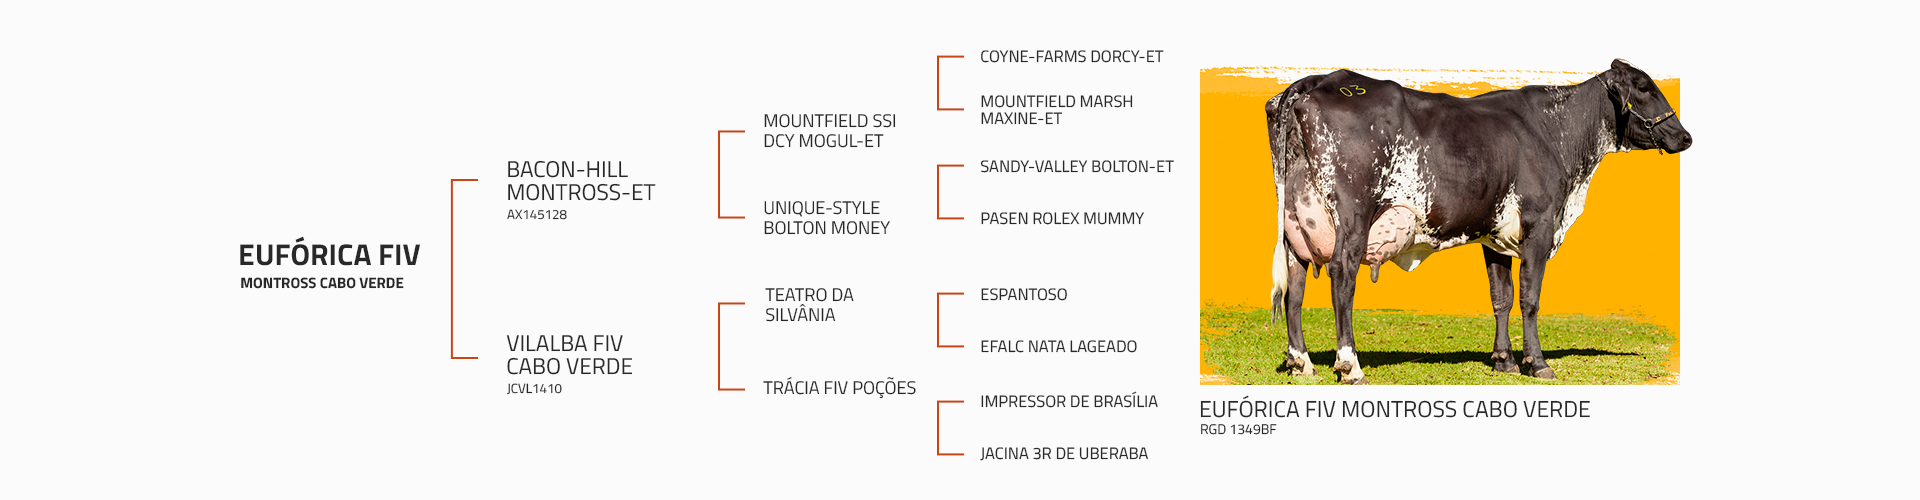 EUFÓRICA FIV
MONTROSS CABO VERDE
BACON-HILL
MONTROSS-ET
AX145128
VILALBA FIV
CABO VERDE
JCVL1410
MOUNTFIELD SSI
DCY MOGUL-ET
UNIQUE-STYLE
BOLTON MONEY
TEATRO DA
SILVÂNIA
TRÁCIA FIV POÇÕES
COYNE-FARMS DORCY-ET
MOUNTFIELD MARSH
MAXINE-ET
SANDY-VALLEY BOLTON-ET
PASEN ROLEX MUMMY
ESPANTOSO
EFALC NATA LAGEADO
IMPRESSOR DE BRASÍLIA
JACINA 3R DE UBERABA
03
EUFÓRICA FIV MONTROSS CABO VERDE
RGD 1349BF